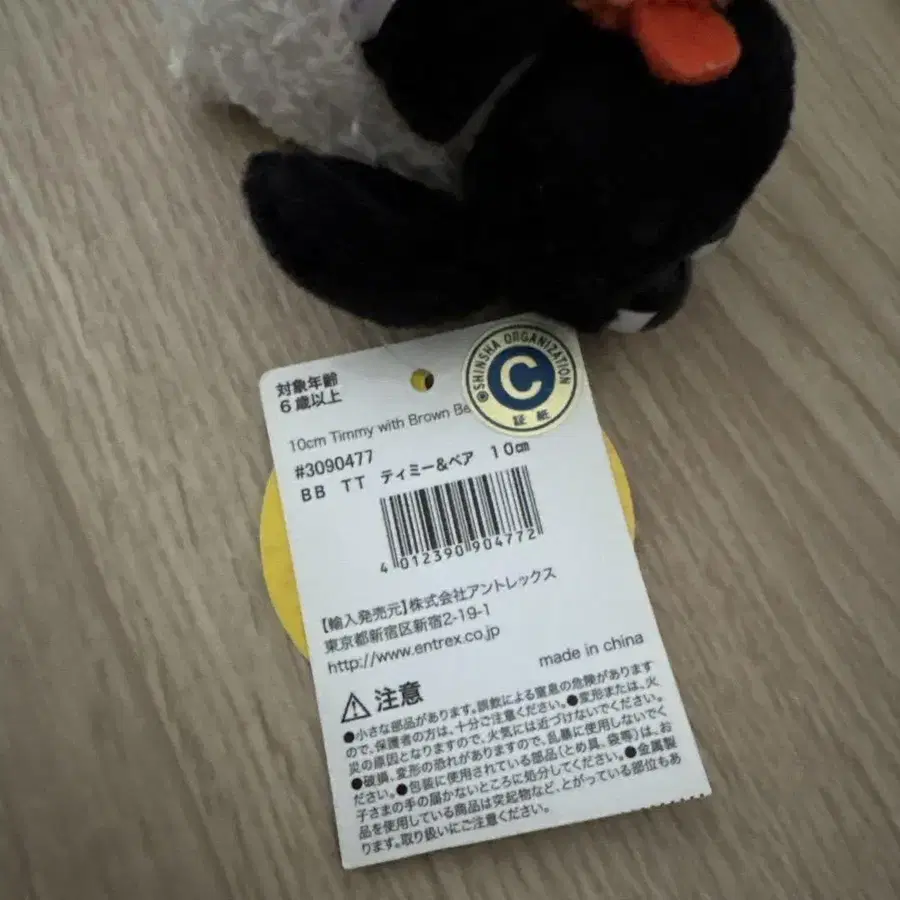 対象年齢
6歳以上
SHINSHA ORGANIZATION
C
証紙
10cm Timmy with Brown
#3090477
BB TT ティミー&ベア 10㎝
4 012390 904772
【輸入発売元】株式会社アントレックス
東京都新宿区新宿2-19-1
http://www.entrex.co.jp
made in china
注意
●小さな部品があります。誤飲による窒息の危険があります
ので、保護者の方は、十分ご注意ください。●変形または、火
災の原因となりますので、火気には近づけないでください。
●破損、変形の恐れがありますので、乱暴に使用しないでく
ださい。●包装に使用されている部品(とめ具、袋等)は、お
子さまの手の届かないところに処分してください。●金属製
品を使用している商品は突起物など、とがっている部位もあ
ります。取り扱いにご注意ください。